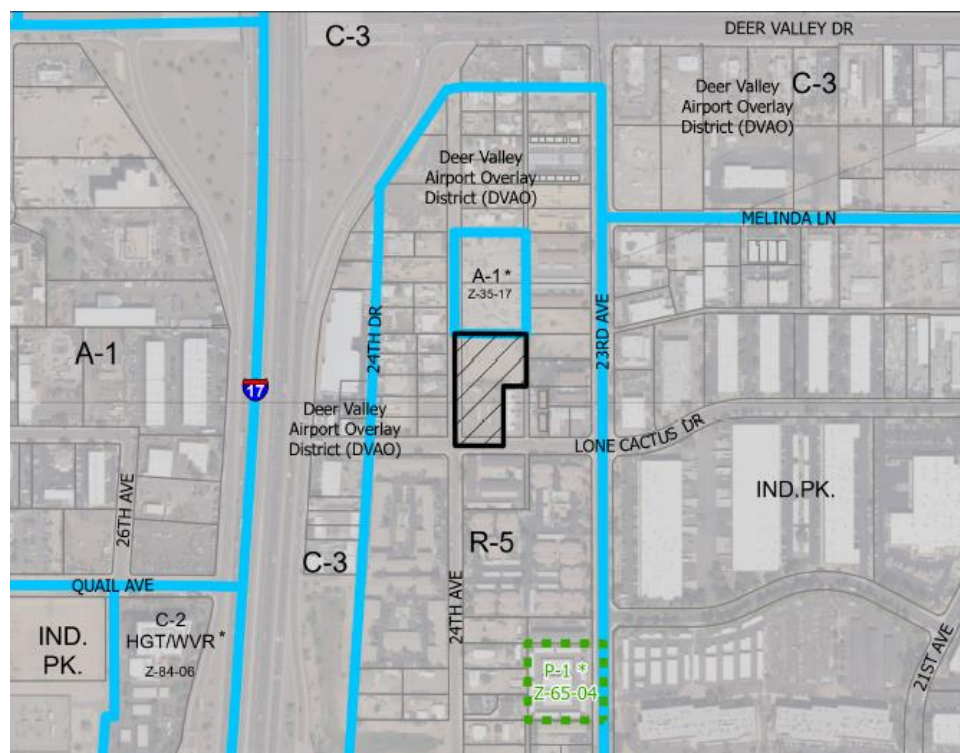 DEER VALLEY DR
C-3
Deer Valley
Airport Overlay
District (DVAO)
C-3
Deer Valley
Airport Overlay
District (DVAO)
MELINDA LN
A-1*
Z-35-17
24TH DR
23RD AVE
A-1
17
Deer Valley
Airport Overlay
District (DVAO)
LONE CACTUS DR
26TH AVE
IND.PK.
R-5
C-3
24TH AVE
QUAIL AVE
C-2
HGT/WVR*
Z-84-06
IND.
PK.
P-1 *
Z-65-04
21ST AVE